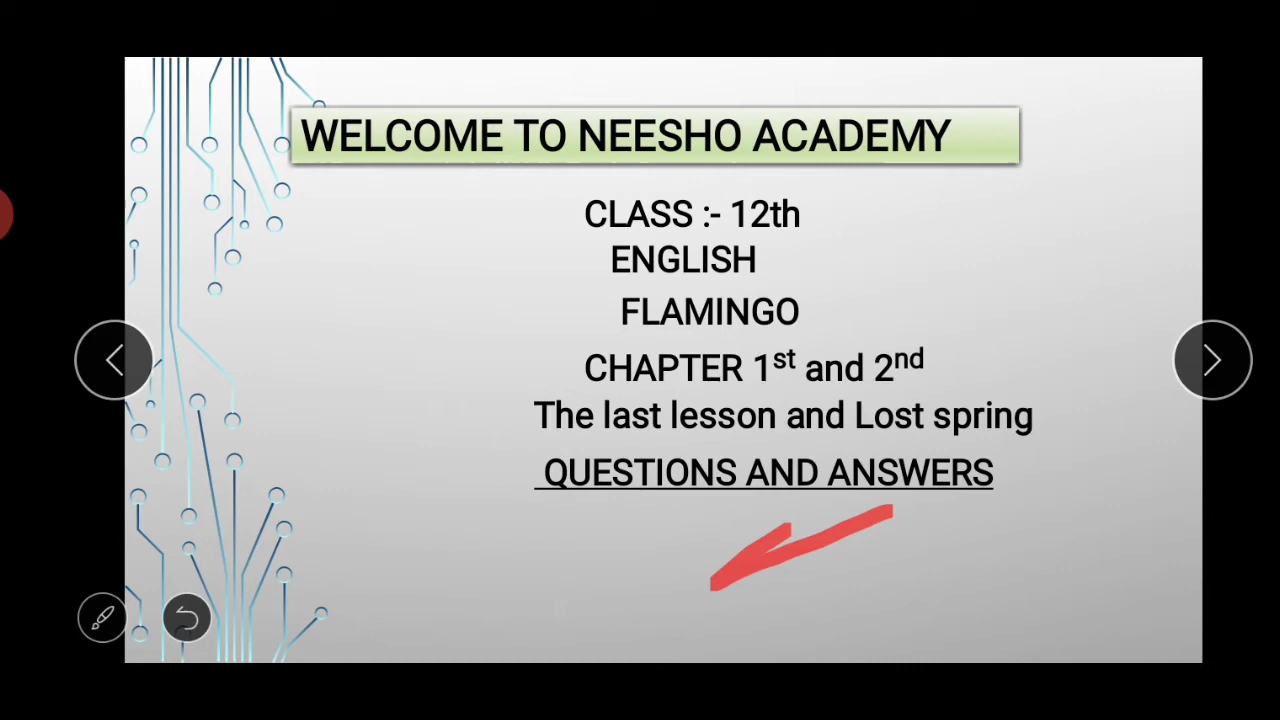 WELCOME TO NEESHO ACADEMY
CLASS :- 12th
ENGLISH
FLAMINGO
CHAPTER 1st and 2nd
The last lesson and Lost spring
QUESTIONS AND ANSWERS